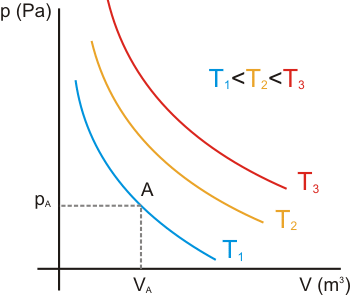 p (Pa)
T₁<T₂<T₃
A
T₃
pA
T₂
T₁
VA
V (m³)